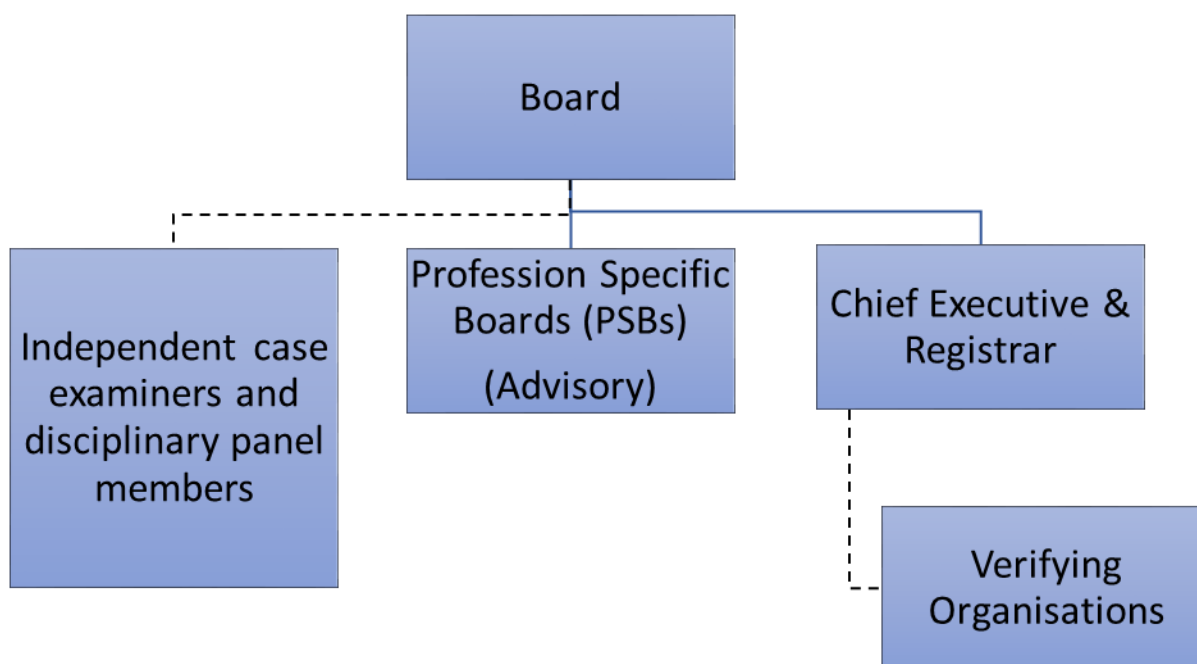 Board
Independent case
examiners and
disciplinary panel
members
Profession Specific
Boards (PSBs)
(Advisory)
Chief Executive &
Registrar
Verifying
Organisations